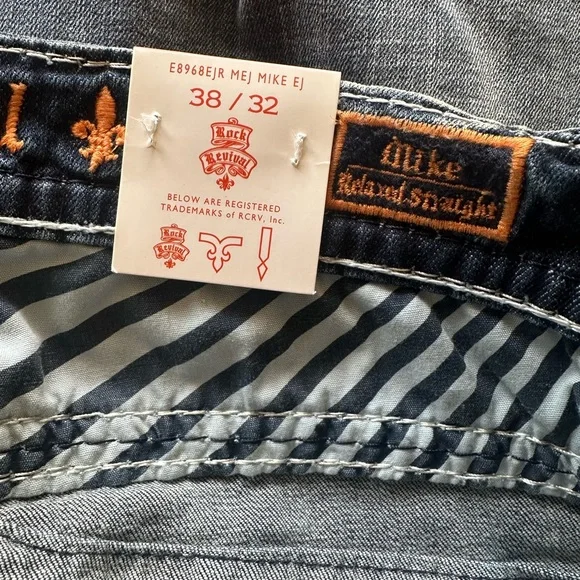 E8968EJR MEJ MIKE EJ
38 / 32
Rock
Revival
BELOW ARE REGISTERED
TRADEMARKS of RCRV, Inc.
Rock
Revival
Mike
Relaxed Straight